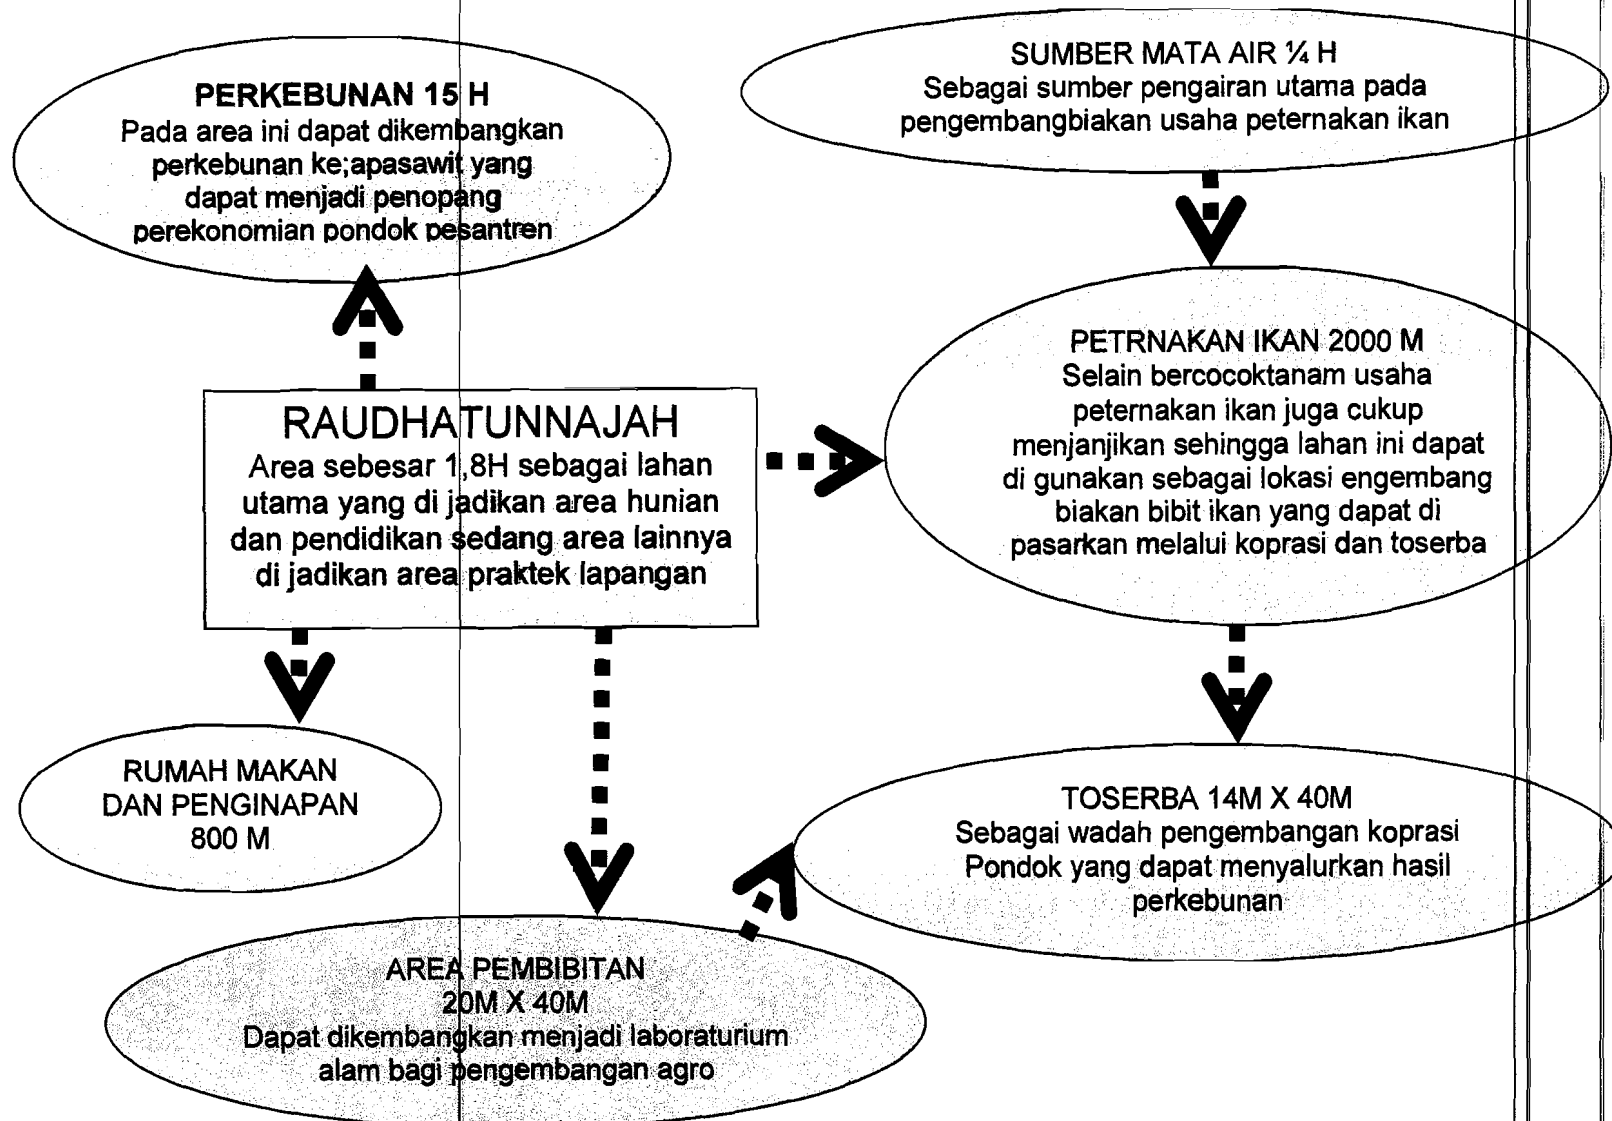 PERKEBUNAN 15 H
Pada area ini dapat dikembangkan
perkebunan ke;apasawit yang
dapat menjadi penopang
perekonomian pondok pesantren
SUMBER MATA AIR ¼ H
Sebagai sumber pengairan utama pada
pengembangbiakan usaha peternakan ikan
PETRNAKAN IKAN 2000 M
Selain bercocoktanam usaha
peternakan ikan juga cukup
menjanjikan sehingga lahan ini dapat
di gunakan sebagai lokasi engembang
biakan bibit ikan yang dapat di
pasarkan melalui koprasi dan toserba
RAUDHATUNNAJAH
Area sebesar 1,8H sebagai lahan
utama yang di jadikan area hunian
dan pendidikan sedang area lainnya
di jadikan area praktek lapangan
RUMAH MAKAN
DAN PENGINAPAN
800 M
TOSERBA 14M X 40M
Sebagai wadah pengembangan koprasi
Pondok yang dapat menyalurkan hasil
perkebunan
AREA PEMBIBITAN
20M X 40M
Dapat dikembangkan menjadi laboraturium
alam bagi pengembangan agro